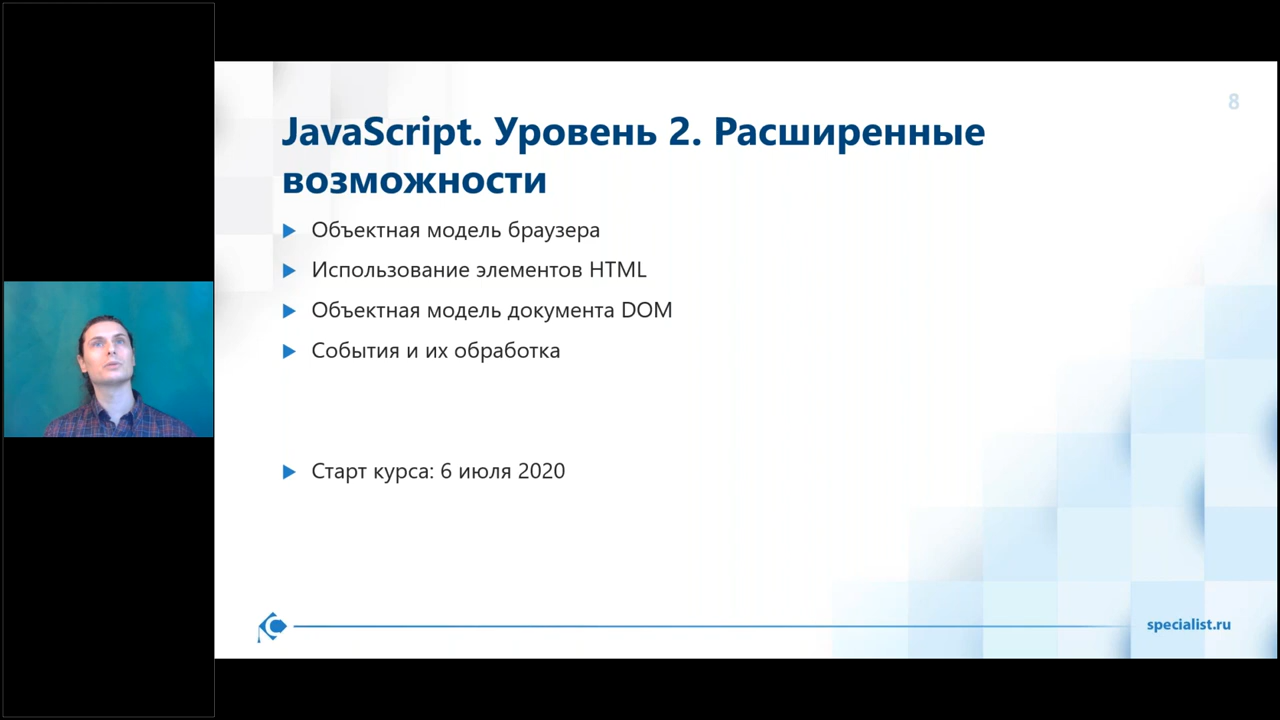 8
JavaScript. Уровень 2. Расширенные
возможности
Объектная модель браузера
Использование элементов HTML
Объектная модель документа DOM
События и их обработка
Старт курса: 6 июля 2020
specialist.ru